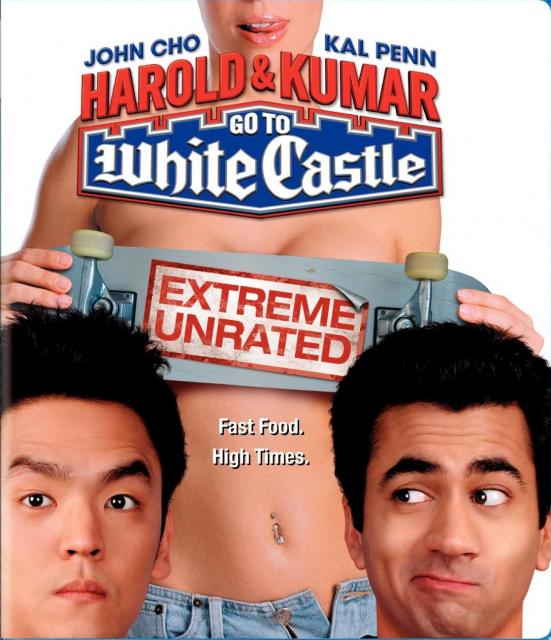 JOHN CHO
KAL PENN
HAROLD & KUMAR
GO TO
White Castle
EXTREME
UNRATED
Fast Food.
High Times.